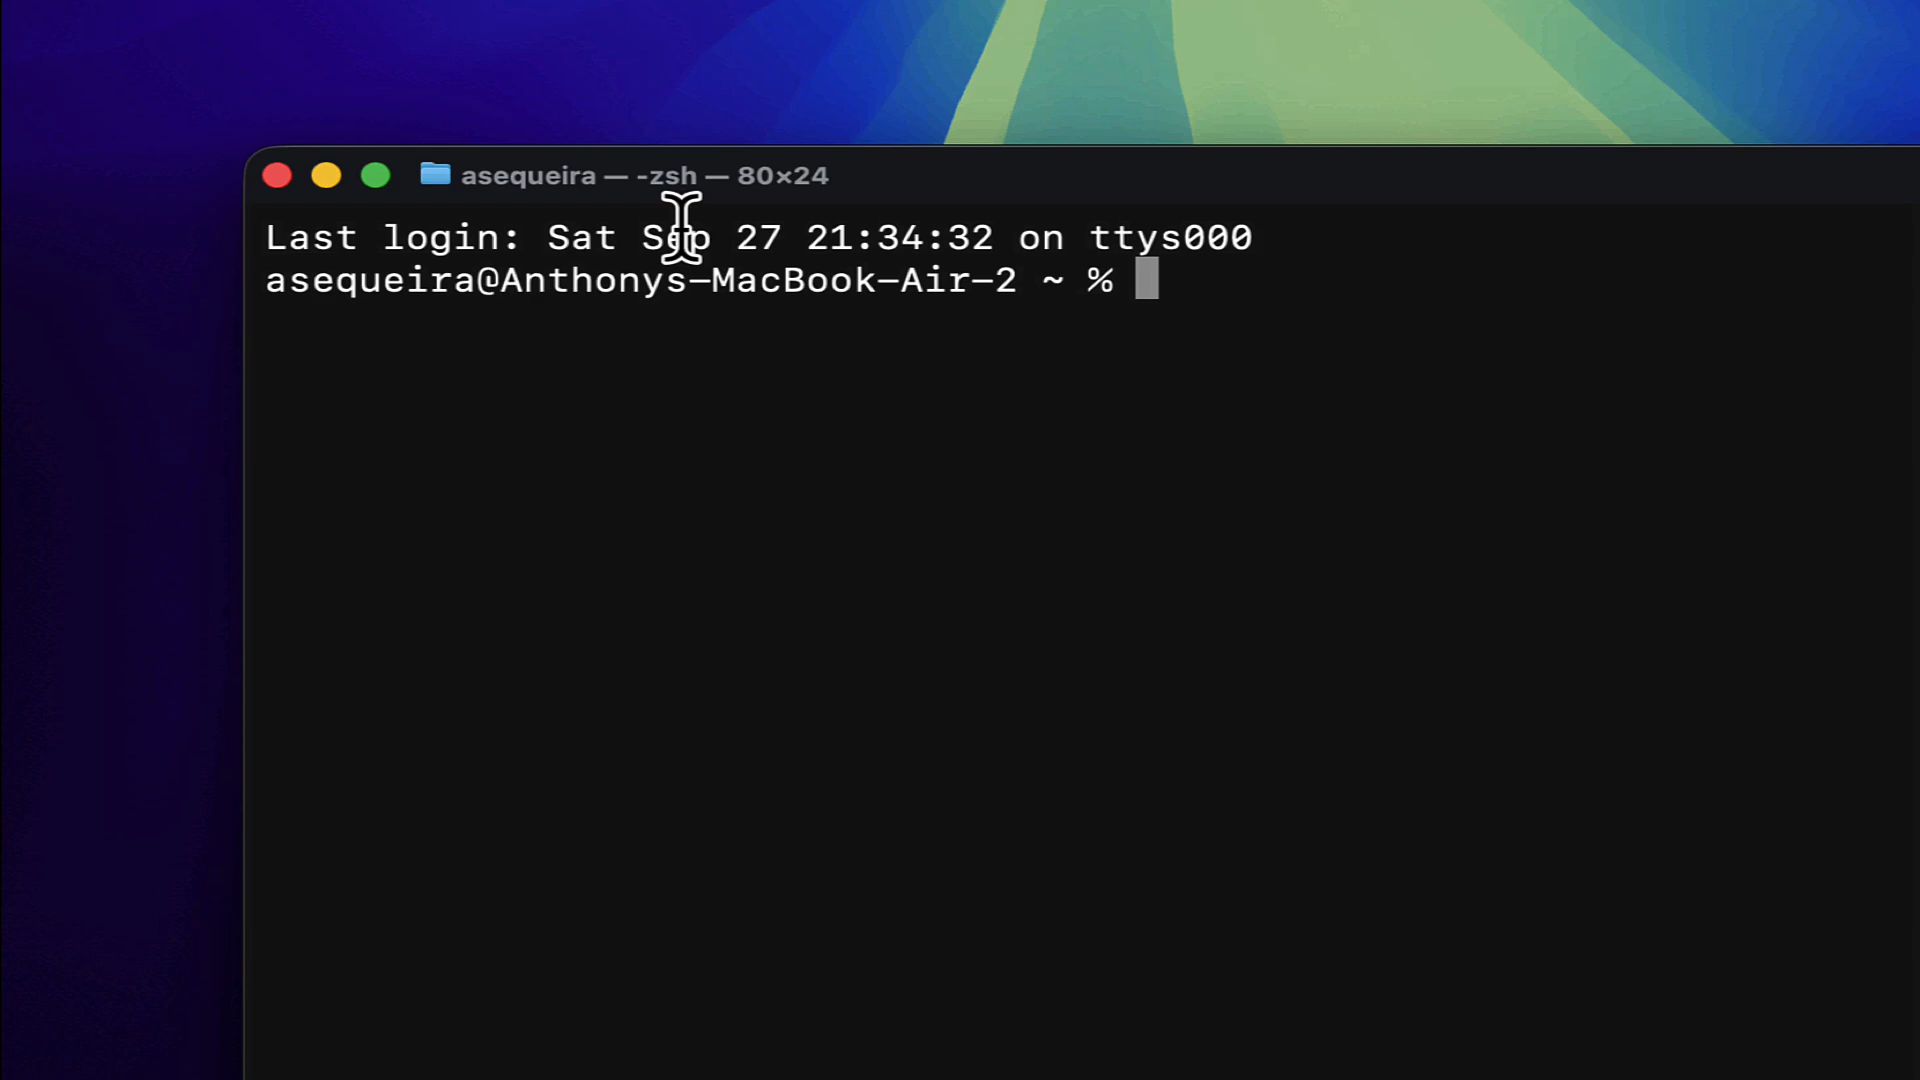 asequeira — -zsh — 80×24
Last login: Sat Sep 27 21:34:32 on ttys000
asequeira@Anthonys-MacBook-Air-2 ~ %